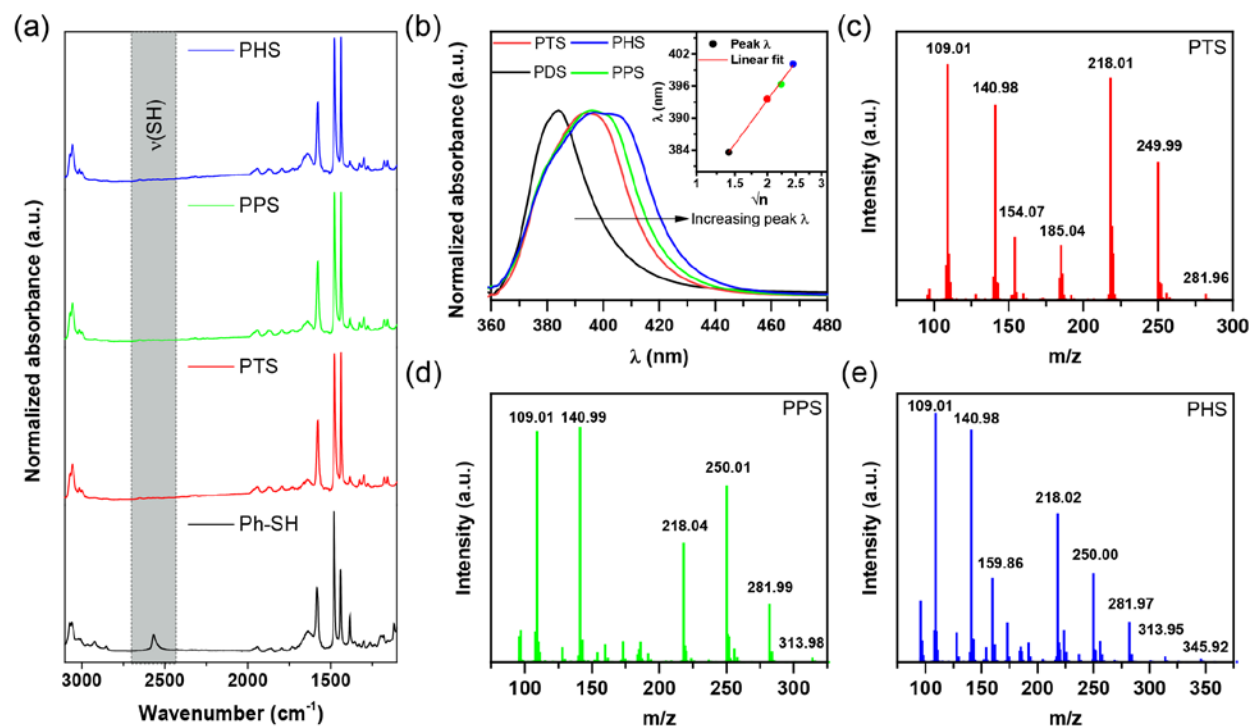 (a)
Normalized absorbance (a.u.)
ν(SH)
PHS
PPS
PTS
Ph-SH
3100
2500
2000
1500
Wavenumber (cm⁻¹)
(b)
Normalized absorbance (a.u.)
PTS
PHS
PDS
PPS
Increasing peak λ
360
380
400
420
440
460
480
λ (nm)
Peak λ
Linear fit
λ (nm)
402
396
390
384
1
1.5
2
2.5
3
√n
(c)
PTS
Intensity (a.u.)
109.01
140.98
154.07
185.04
218.01
249.99
281.96
100
150
200
250
300
m/z
(d)
PPS
Intensity (a.u.)
109.01
140.99
218.04
250.01
281.99
313.98
100
150
200
250
300
m/z
(e)
PHS
Intensity (a.u.)
109.01
140.98
159.86
218.02
250.00
281.97
313.95
345.92
100
150
200
250
300
350
m/z